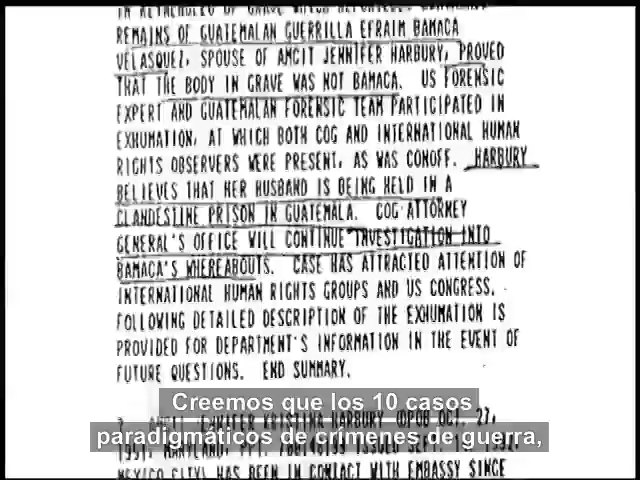 REMAINS OF GUATEMALAN GUERRILLA EFRAIM BAMACA
VELASQUEZ, SPOUSE OF AMCIT JENNIFER HARBURY, PROVED
THAT THE BODY IN GRAVE WAS NOT BAMACA. US FORENSIC
EXPERT AND GUATEMALAN FORENSIC TEAM PARTICIPATED IN
EXHUMATION, AT WHICH BOTH COG AND INTERNATIONAL HUMAN
RIGHTS OBSERVERS WERE PRESENT, AS WAS CONOFF. HARBURY
BELIEVES THAT HER HUSBAND IS BEING HELD IN A
CLANDESTINE PRISON IN GUATEMALA. COG ATTORNEY
GENERAL'S OFFICE WILL CONTINUE INVESTIGATION INTO
BAMACA'S WHEREABOUTS. CASE HAS ATTRACTED ATTENTION OF
INTERNATIONAL HUMAN RIGHTS GROUPS AND US CONGRESS.
FOLLOWING DETAILED DESCRIPTION OF THE EXHUMATION IS
PROVIDED FOR DEPARTMENT'S INFORMATION IN THE EVENT OF
FUTURE QUESTIONS. END SUMMARY.
Creemos que los 10 casos
HARBURY
paradigmáticos de crímenes de guerra,
MEXICO CITY) HAS BEEN IN CONTACT WITH EMBASSY SINCE